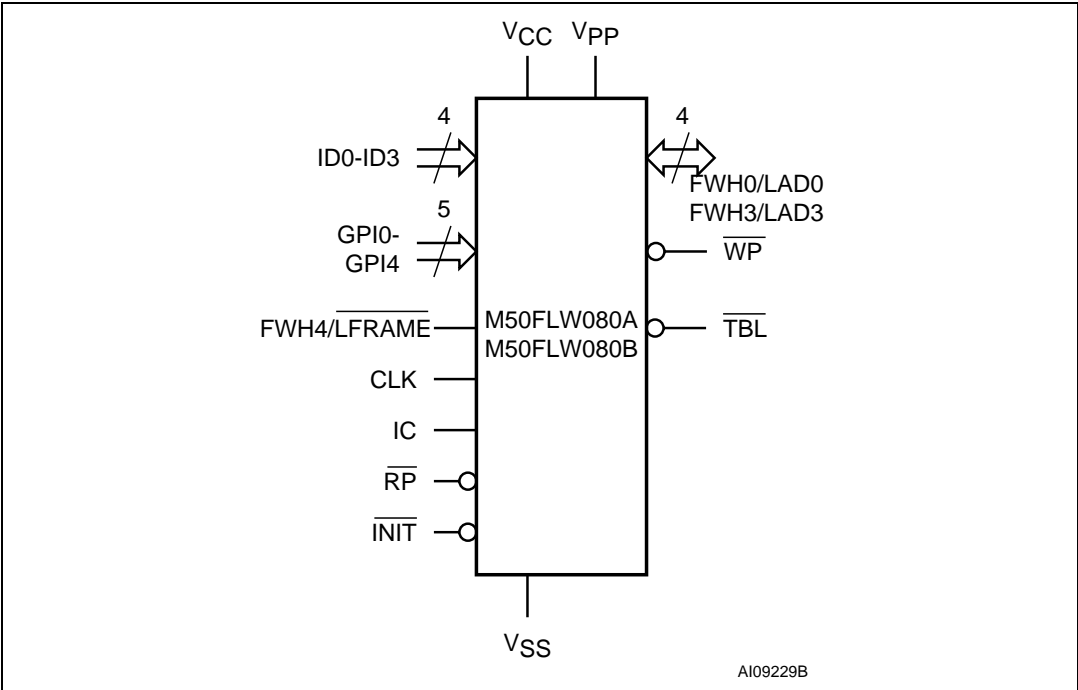 VCC VPP
4
4
ID0-ID3
FWH0/LAD0
FWH3/LAD3
5
GPI0-
GPI4
WP
FWH4/LFRAME
M50FLW080A
M50FLW080B
TBL
CLK
IC
RP
INIT
VSS
AI09229B